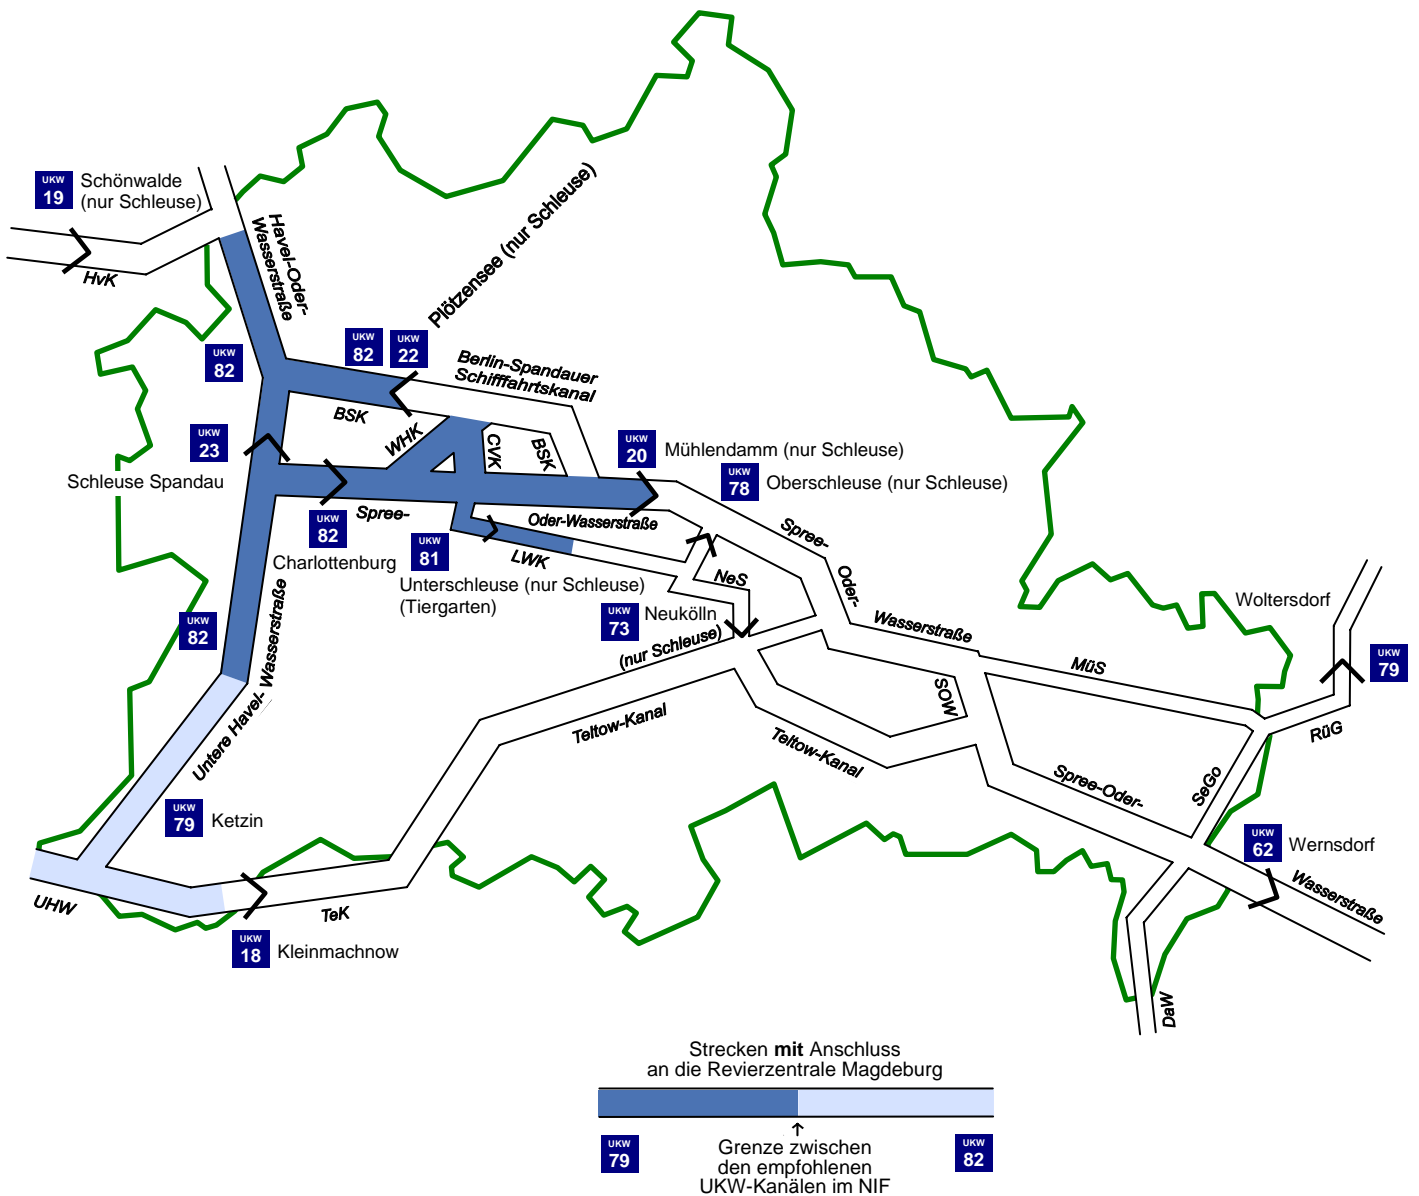 UKW
19
Schönwalde
(nur Schleuse)
HvK
Havel-Oder-
Wasserstraße
Plötzensee (nur Schleuse)
UKW
82
UKW
82
UKW
22
Berlin-Spandauer
Schifffahrtskanal
BSK
WHK
CVK
BSK
UKW
23
Schleuse Spandau
UKW
20
Mühlendamm (nur Schleuse)
UKW
78
Oberschleuse (nur Schleuse)
UKW
82
Charlottenburg
Spree-
Oder-Wasserstraße
UKW
81
LWK
Unterschleuse (nur Schleuse)
(Tiergarten)
Spree-
Oder-
Wasserstraße
NeS
UKW
73
Neukölln
(nur Schleuse)
UKW
82
Untere Havel-Wasserstraße
Woltersdorf
UKW
79
MüS
SOW
RüG
SeGo
Teltow-Kanal
Teltow-Kanal
Spree-Oder-
Wasserstraße
UKW
79
Ketzin
UKW
62
Wernsdorf
UHW
TeK
UKW
18
Kleinmachnow
DaW
Strecken mit Anschluss
an die Revierzentrale Magdeburg
UKW
79
Grenze zwischen
den empfohlenen
UKW-Kanälen im NIF
UKW
82